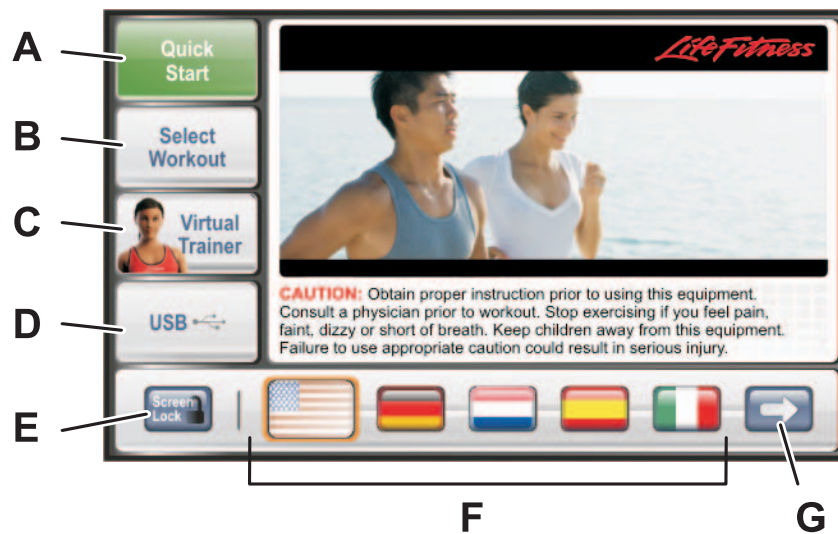 A
Quick
Start
LifeFitness
B
Select
Workout
C
Virtual
Trainer
D
USB
CAUTION: Obtain proper instruction prior to using this equipment.
Consult a physician prior to workout. Stop exercising if you feel pain,
faint, dizzy or short of breath. Keep children away from this equipment.
Failure to use appropriate caution could result in serious injury.
E
Screen
Lock
F
G